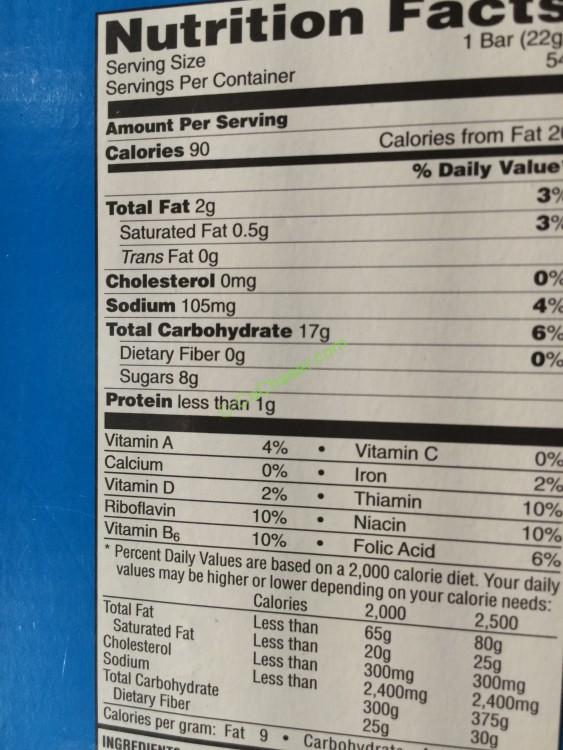 Nutrition Facts
Serving Size 1 Bar (22g
Servings Per Container 54
Amount Per Serving
Calories 90 Calories from Fat 20
% Daily Value*
Total Fat 2g 3%
Saturated Fat 0.5g 3%
Trans Fat 0g
Cholesterol 0mg 0%
Sodium 105mg 4%
Total Carbohydrate 17g 6%
Dietary Fiber 0g 0%
Sugars 8g
Protein less than 1g
Vitamin A 4% • Vitamin C 0%
Calcium 0% • Iron 2%
Vitamin D 2% • Thiamin 10%
Riboflavin 10% • Niacin 10%
Vitamin B6 10% • Folic Acid 6%
* Percent Daily Values are based on a 2,000 calorie diet. Your daily
values may be higher or lower depending on your calorie needs:
Calories 2,000 2,500
Total Fat Less than 65g 80g
Saturated Fat Less than 20g 25g
Cholesterol Less than 300mg 300mg
Sodium Less than 2,400mg 2,400mg
Total Carbohydrate 300g 375g
Dietary Fiber 25g 30g
Calories per gram: Fat 9 • Carbohydrate
INGREDIENTS